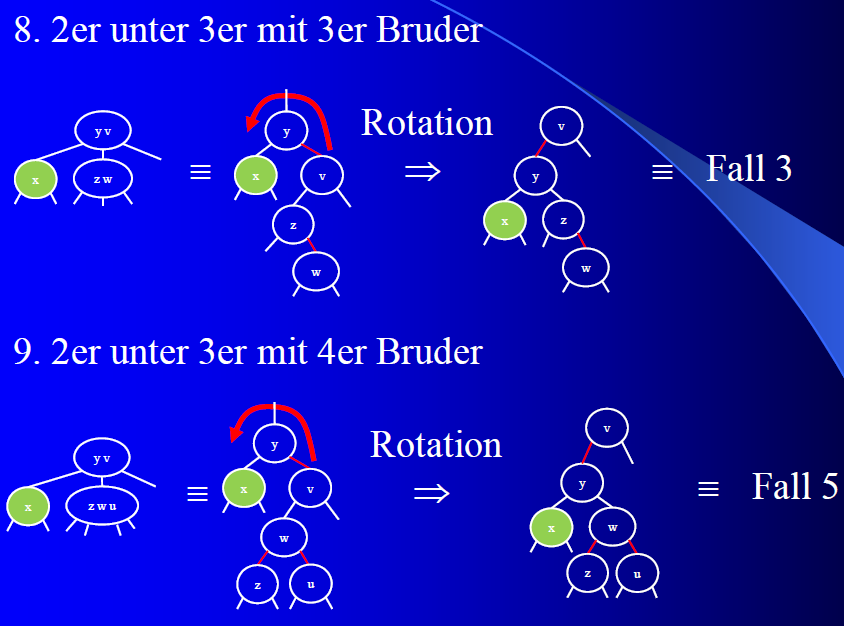 8. 2er unter 3er mit 3er Bruder
y v
x
z w
≡
y
x
v
z
w
Rotation
⇒
v
y
x
z
w
≡ Fall 3
9. 2er unter 3er mit 4er Bruder
y v
x
z w u
≡
y
x
v
w
z
u
Rotation
⇒
v
y
x
w
z
u
≡ Fall 5